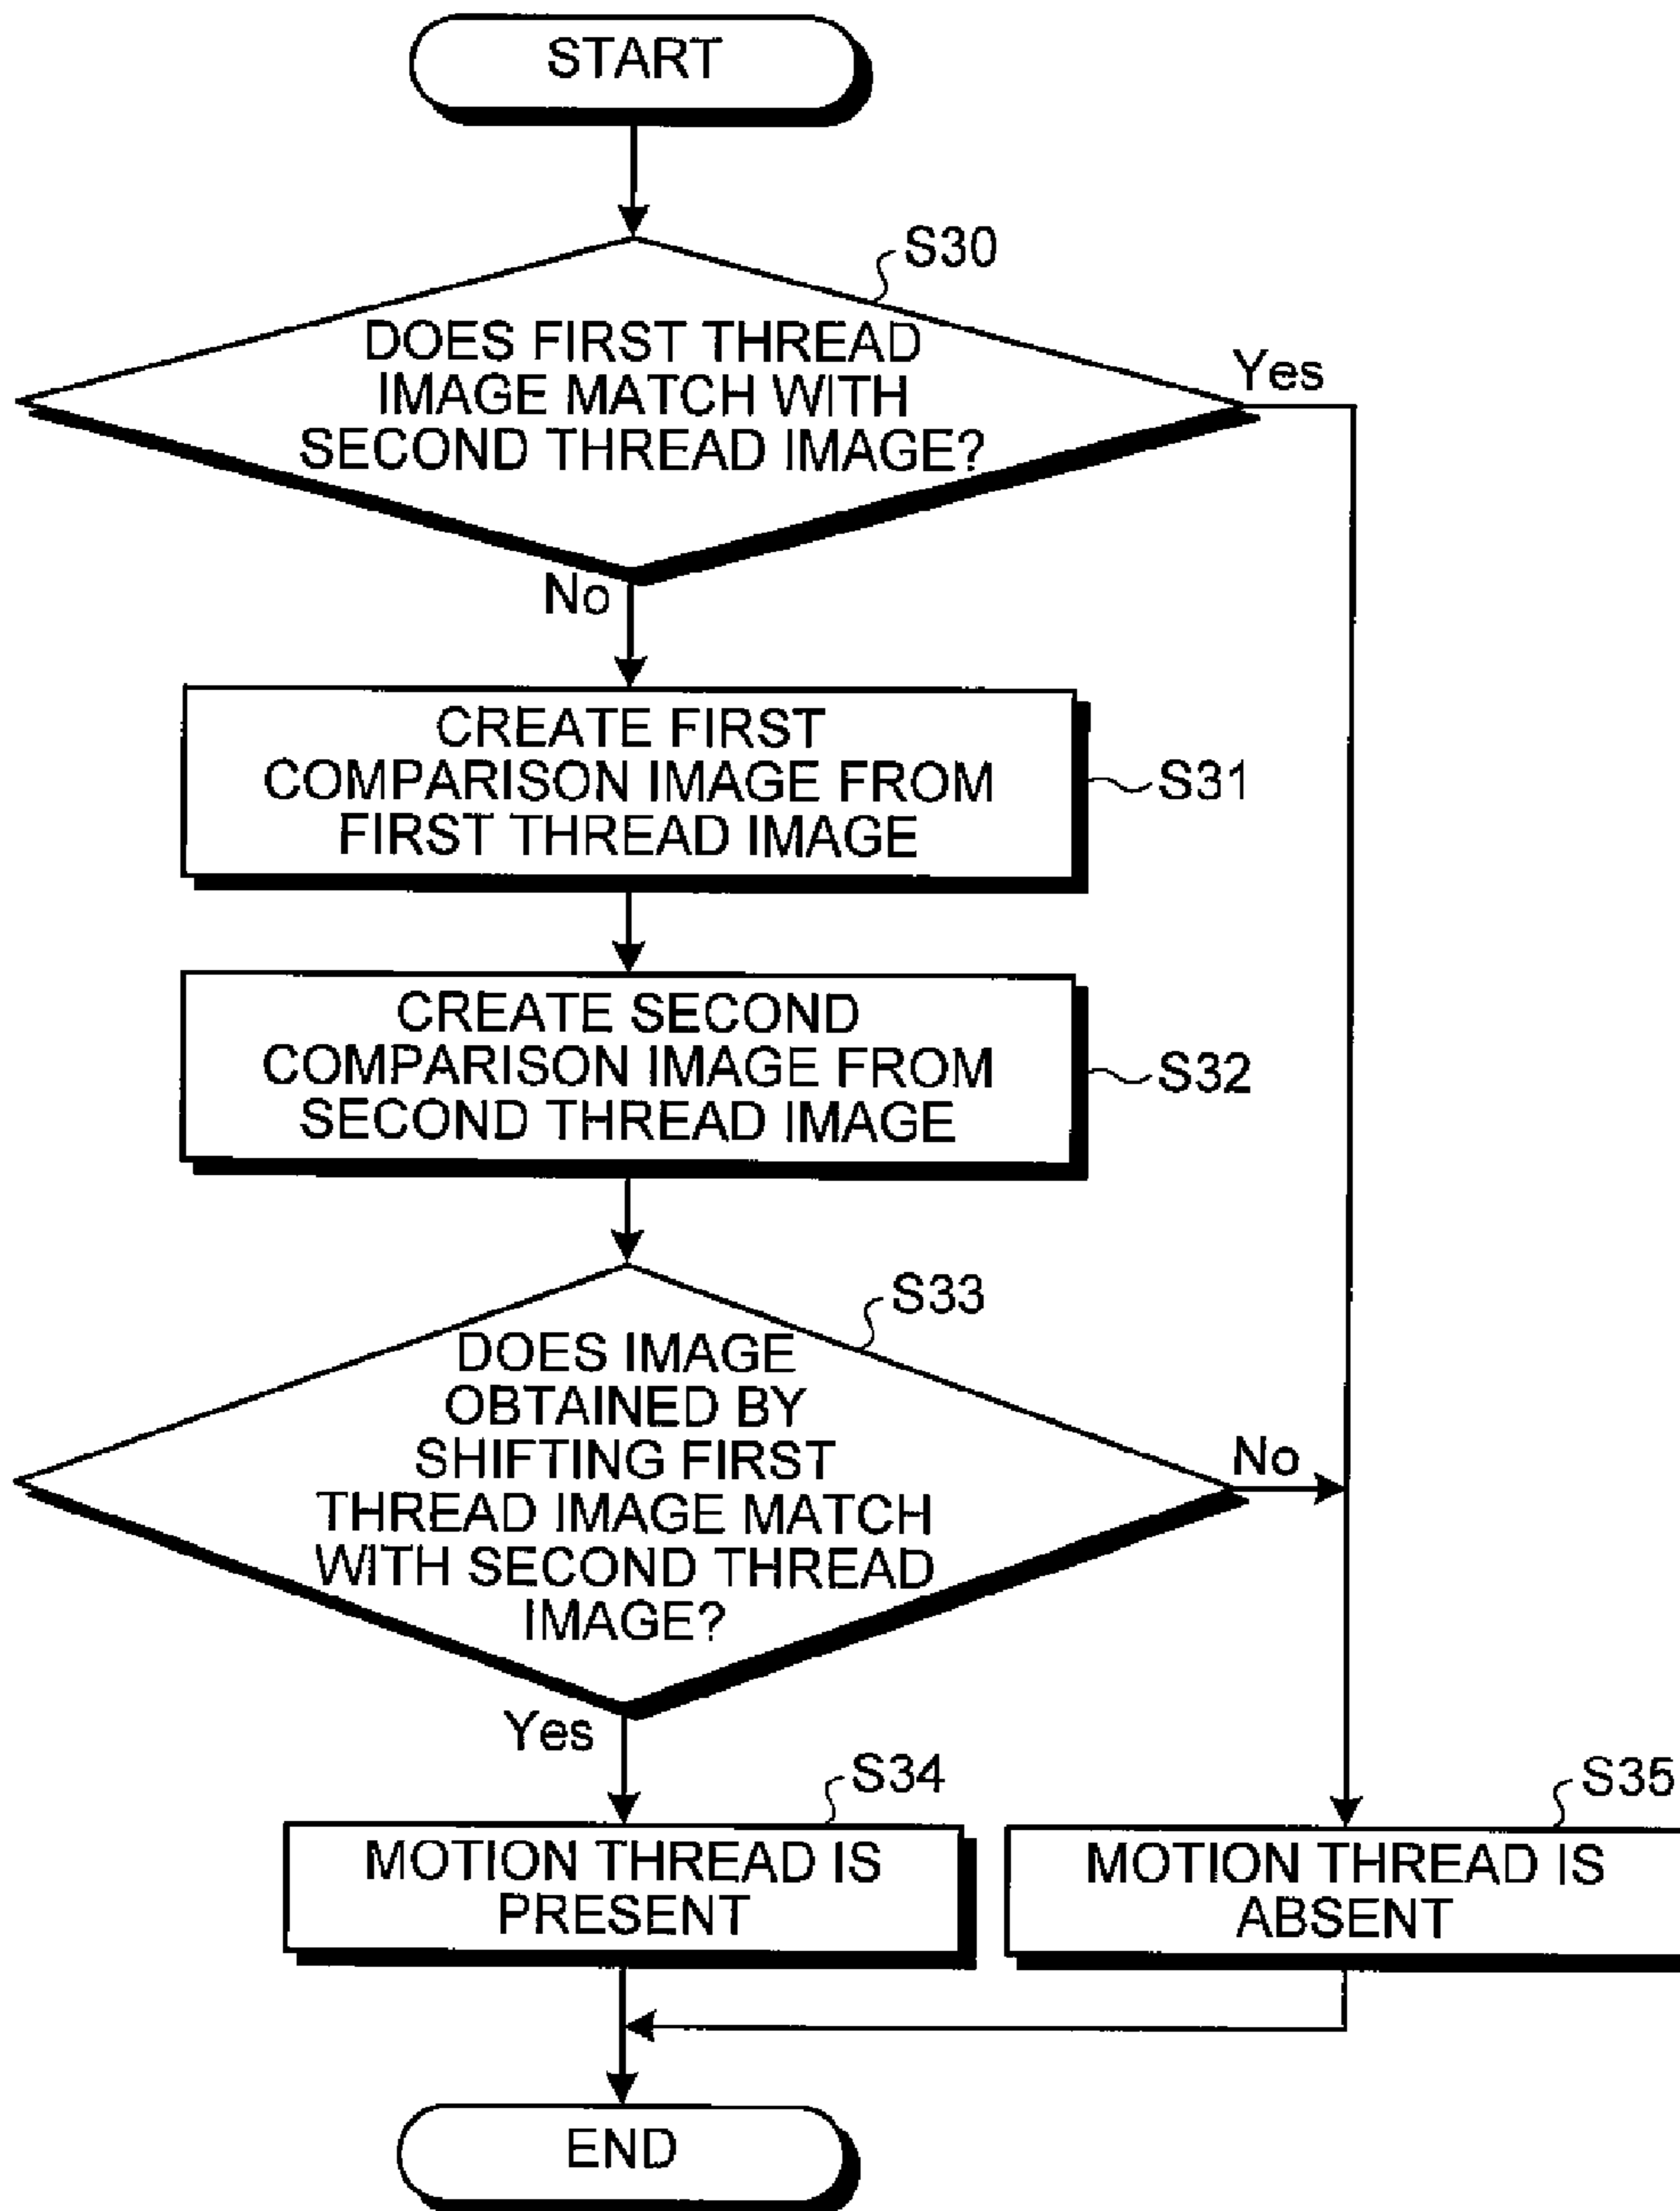 START
S30
DOES FIRST THREAD
IMAGE MATCH WITH
SECOND THREAD IMAGE?
Yes
No
CREATE FIRST
COMPARISON IMAGE FROM
FIRST THREAD IMAGE
S31
CREATE SECOND
COMPARISON IMAGE FROM
SECOND THREAD IMAGE
S32
S33
DOES IMAGE
OBTAINED BY
SHIFTING FIRST
THREAD IMAGE MATCH
WITH SECOND THREAD
IMAGE?
No
Yes
S34
MOTION THREAD IS
PRESENT
S35
MOTION THREAD IS
ABSENT
END